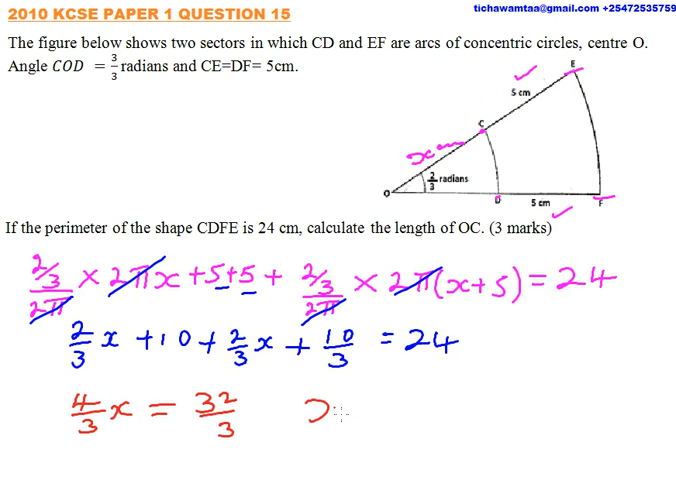 2010 KCSE PAPER 1 QUESTION 15
tichawamtaa@gmail.com +25472535759
The figure below shows two sectors in which CD and EF are arcs of concentric circles, centre O.
Angle COD = 3/3 radians and CE=DF= 5cm.
E
5 cm
C
x cm
O
2/3 radians
D
5 cm
F
If the perimeter of the shape CDFE is 24 cm, calculate the length of OC. (3 marks)
2/3/2π × 2πx + 5 + 5 + 2/3/2π × 2π(x+5) = 24
2/3 x + 10 + 2/3 x + 10/3 = 24
4/3 x = 32/3